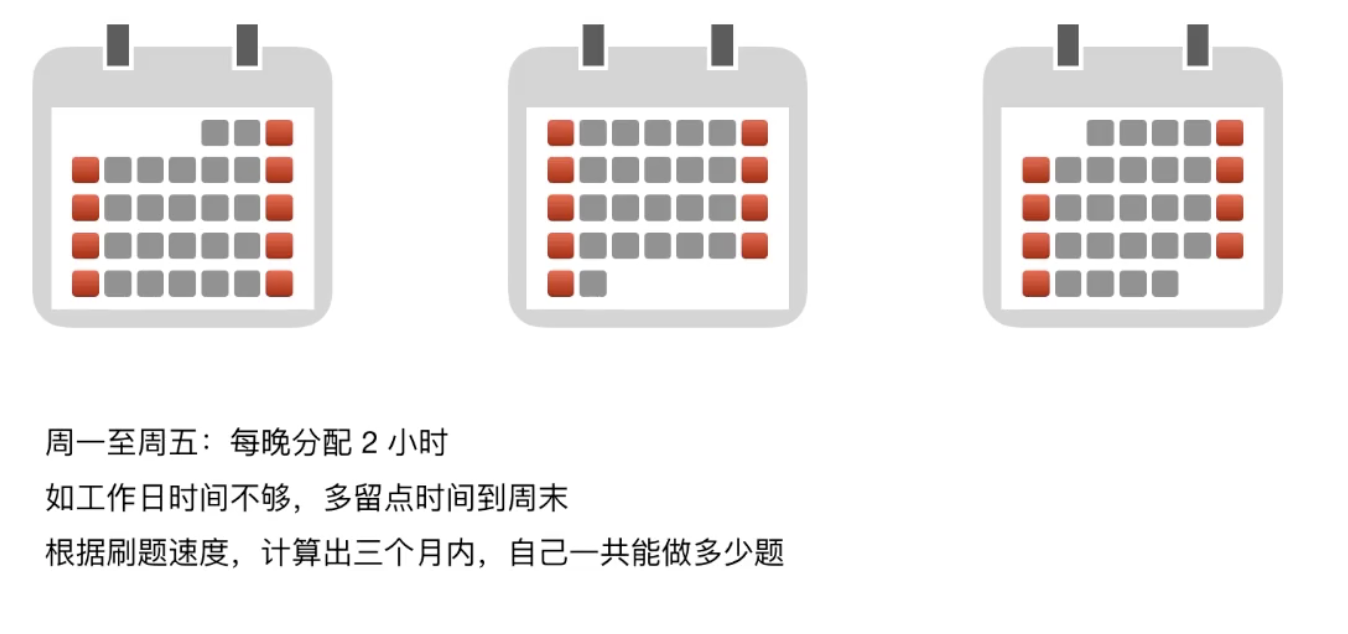 周一至周五：每晚分配 2 小时
如工作日时间不够，多留点时间到周末
根据刷题速度，计算出三个月内，自己一共能做多少题